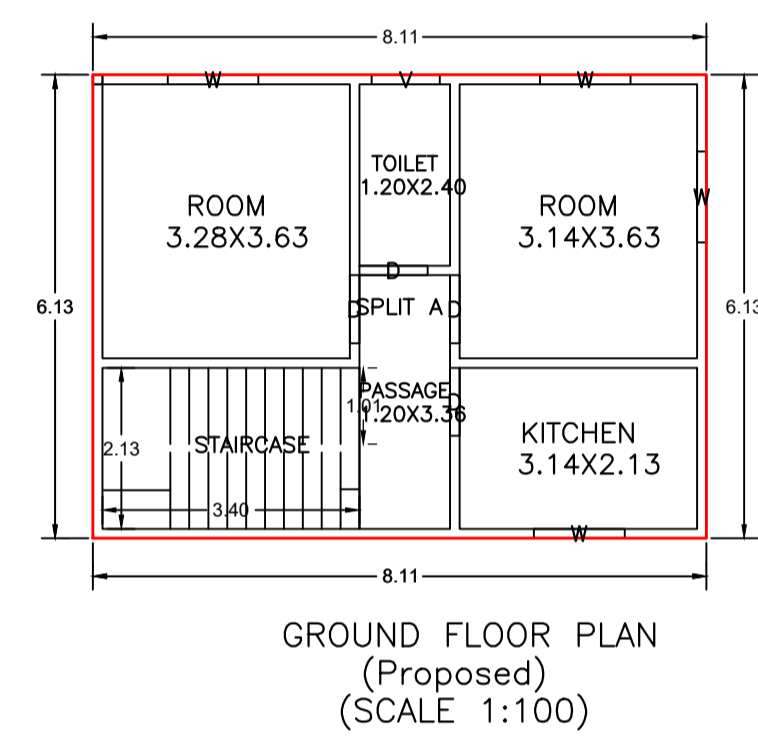 8.11
W
V
W
TOILET
1.20X2.40
ROOM
3.28X3.63
ROOM
3.14X3.63
W
D
6.13
D
SPLIT A
D
6.13
PASSAGE
1.20X3.36
1.01
D
STAIRCASE
2.13
KITCHEN
3.14X2.13
3.40
W
8.11
GROUND FLOOR PLAN
(Proposed)
(SCALE 1:100)